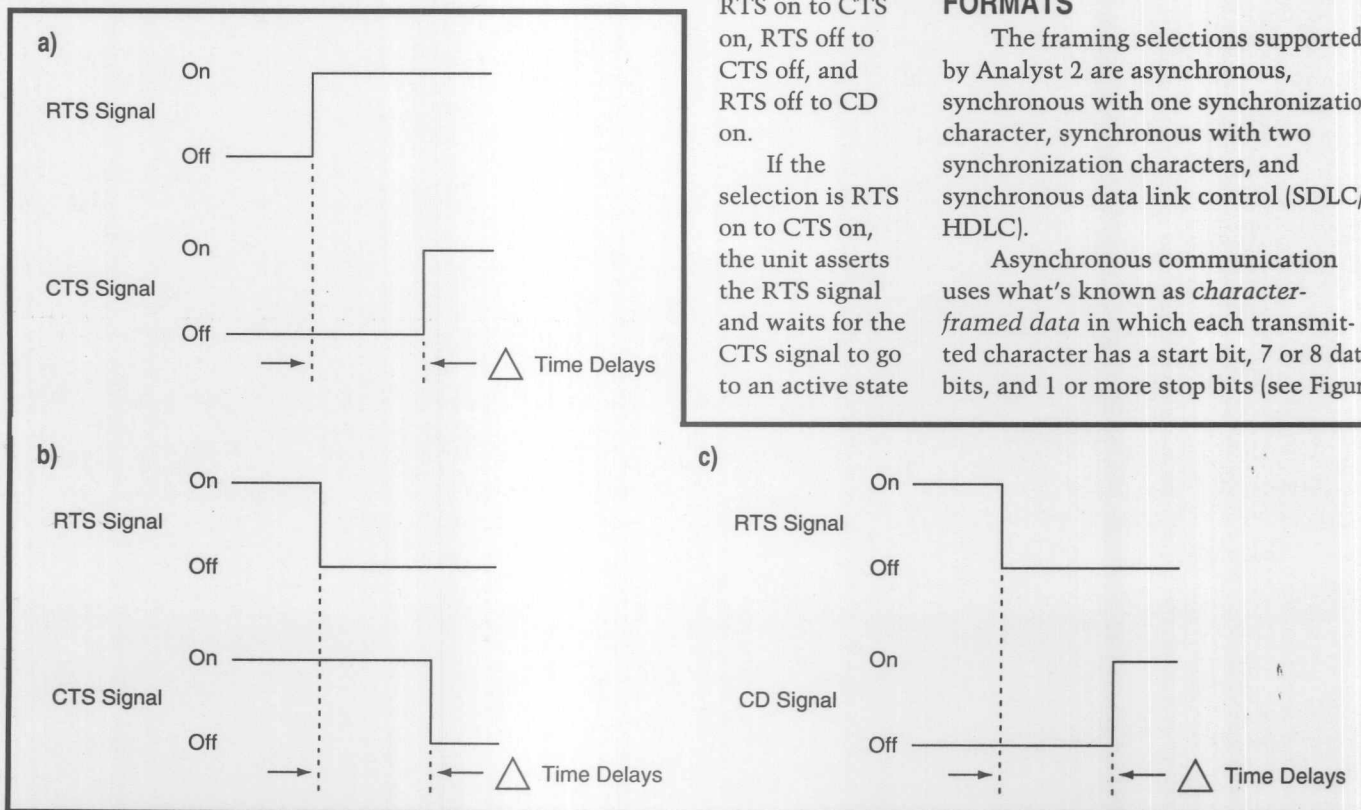 a)
On
RTS Signal
Off
On
CTS Signal
Off
△ Time Delays
RTS on to CTS
on, RTS off to
CTS off, and
RTS off to CD
on.
If the
selection is RTS
on to CTS on,
the unit asserts
the RTS signal
and waits for the
CTS signal to go
to an active state
FORMATS
The framing selections supported
by Analyst 2 are asynchronous,
synchronous with one synchronizatio
character, synchronous with two
synchronization characters, and
synchronous data link control (SDLC/
HDLC).
Asynchronous communication
uses what's known as character-
framed data in which each transmit-
ted character has a start bit, 7 or 8 dat
bits, and 1 or more stop bits (see Figur
b)
On
RTS Signal
Off
On
CTS Signal
Off
△ Time Delays
c)
On
RTS Signal
Off
On
CD Signal
Off
△ Time Delays